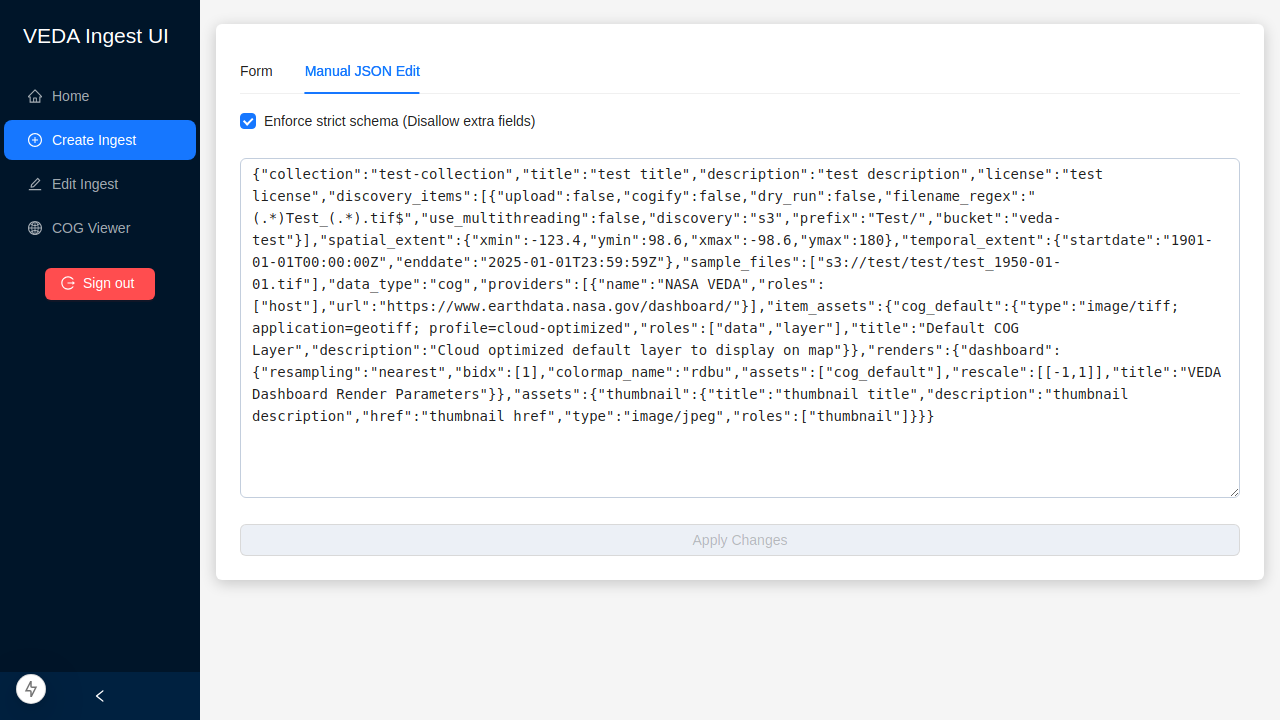 VEDA Ingest UI
Home
Create Ingest
Edit Ingest
COG Viewer
Sign out
Form
Manual JSON Edit
Enforce strict schema (Disallow extra fields)
{"collection":"test-collection","title":"test title","description":"test description","license":"test
license","discovery_items":[{"upload":false,"cogify":false,"dry_run":false,"filename_regex":"
(.*)Test_(.*).tif$","use_multithreading":false,"discovery":"s3","prefix":"Test/","bucket":"veda-
test"}],"spatial_extent":{"xmin":-123.4,"ymin":98.6,"xmax":-98.6,"ymax":180},"temporal_extent":{"startdate":"1901-
01-01T00:00:00Z","enddate":"2025-01-01T23:59:59Z"},"sample_files":["s3://test/test/test_1950-01-
01.tif"],"data_type":"cog","providers":[{"name":"NASA VEDA","roles":
["host"],"url":"https://www.earthdata.nasa.gov/dashboard/"}],"item_assets":{"cog_default":{"type":"image/tiff;
application=geotiff; profile=cloud-optimized","roles":["data","layer"],"title":"Default COG
Layer","description":"Cloud optimized default layer to display on map"}},"renders":{"dashboard":
{"resampling":"nearest","bidx":[1],"colormap_name":"rdbu","assets":["cog_default"],"rescale":[[-1,1]],"title":"VEDA
Dashboard Render Parameters"}},"assets":{"thumbnail":{"title":"thumbnail title","description":"thumbnail
description","href":"thumbnail href","type":"image/jpeg","roles":["thumbnail"]}}}
Apply Changes